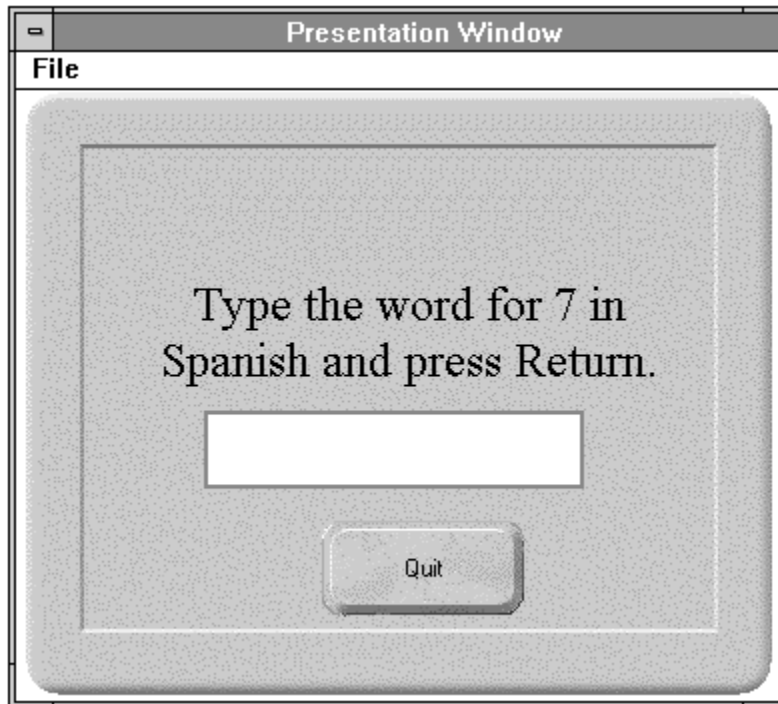 Presentation Window
File
Type the word for 7 in
Spanish and press Return.
Quit